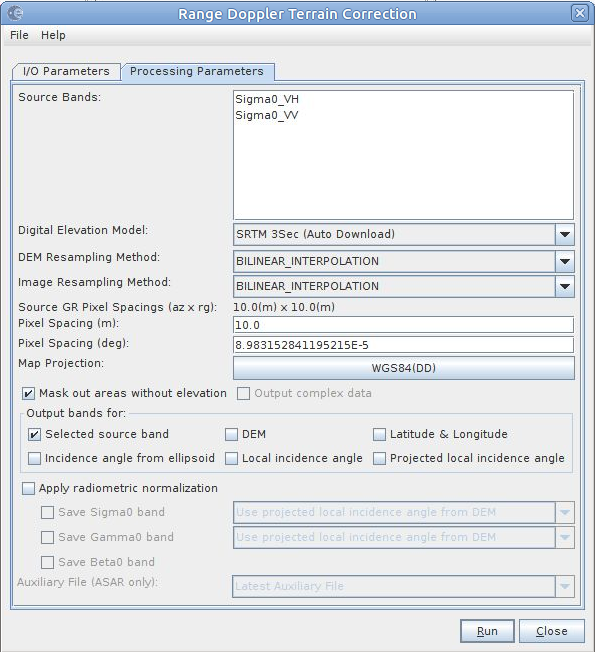 Range Doppler Terrain Correction
File Help
I/O Parameters Processing Parameters
Source Bands:
Sigma0_VH
Sigma0_VV
Digital Elevation Model: SRTM 3Sec (Auto Download)
DEM Resampling Method: BILINEAR_INTERPOLATION
Image Resampling Method: BILINEAR_INTERPOLATION
Source GR Pixel Spacings (az x rg): 10.0(m) x 10.0(m)
Pixel Spacing (m): 10.0
Pixel Spacing (deg): 8.983152841195215E-5
Map Projection: WGS84(DD)
Mask out areas without elevation Output complex data
Output bands for:
Selected source band DEM Latitude & Longitude
Incidence angle from ellipsoid Local incidence angle Projected local incidence angle
Apply radiometric normalization
Save Sigma0 band Use projected local incidence angle from DEM
Save Gamma0 band Use projected local incidence angle from DEM
Save Beta0 band
Auxiliary File (ASAR only): Latest Auxiliary File
Run Close